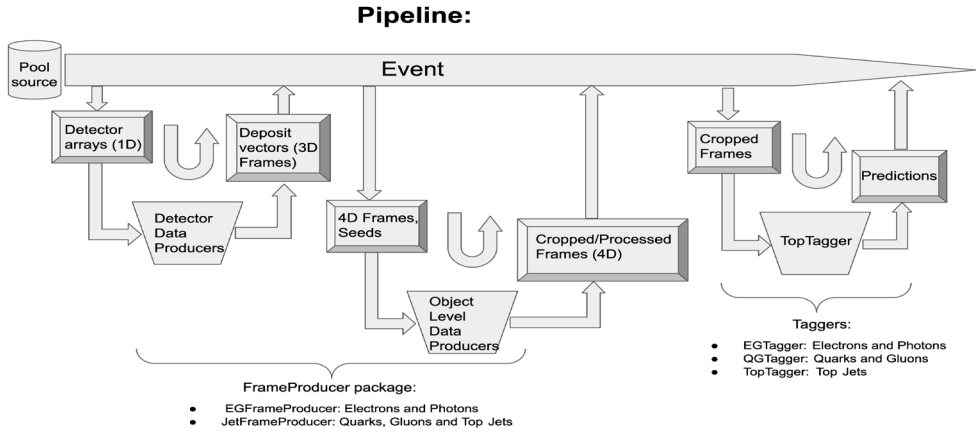 Pipeline:
Pool
source
Event
Detector
arrays (1D)
Deposit
vectors (3D
Frames)
Detector
Data
Producers
4D Frames,
Seeds
Object
Level
Data
Producers
Cropped/Processed
Frames (4D)
Cropped
Frames
TopTagger
Predictions
FrameProducer package:
● EGFrameProducer: Electrons and Photons
● JetFrameProducer: Quarks, Gluons and Top Jets
Taggers:
● EGTagger: Electrons and Photons
● QGTagger: Quarks and Gluons
● TopTagger: Top Jets